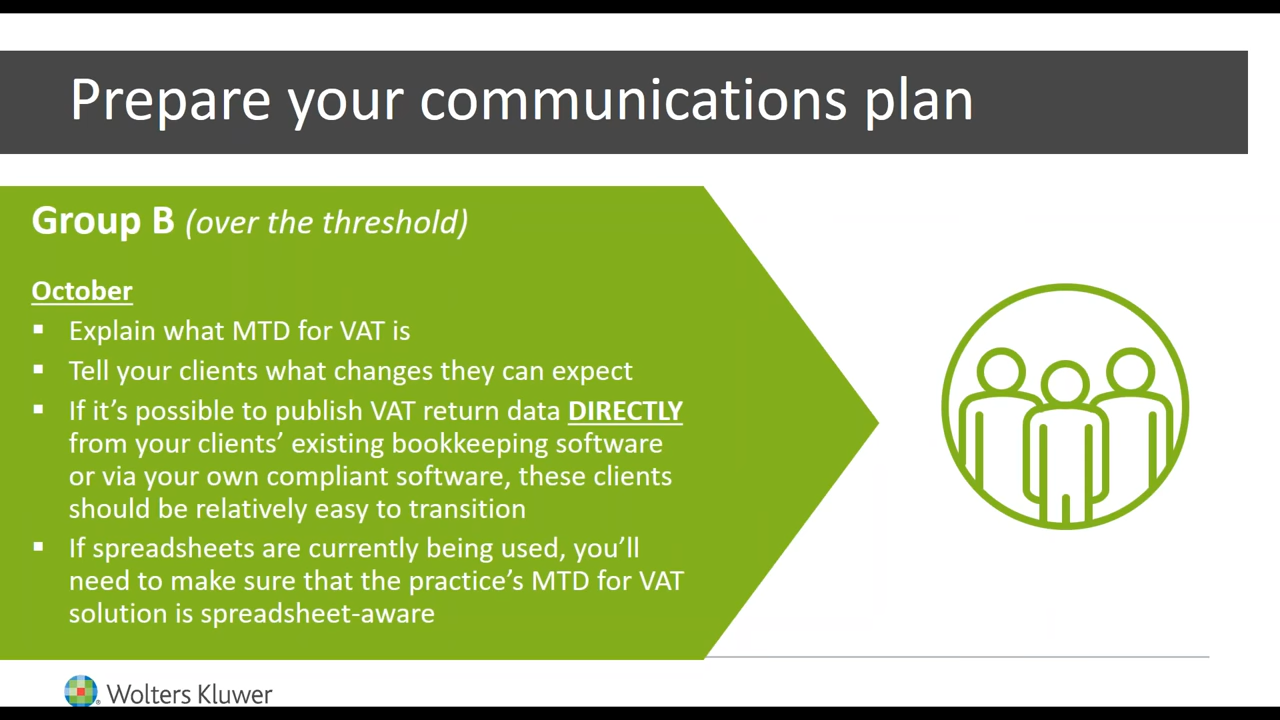 Prepare your communications plan
Group B (over the threshold)
October
▪ Explain what MTD for VAT is
▪ Tell your clients what changes they can expect
▪ If it’s possible to publish VAT return data DIRECTLY
from your clients’ existing bookkeeping software
or via your own compliant software, these clients
should be relatively easy to transition
▪ If spreadsheets are currently being used, you’ll
need to make sure that the practice’s MTD for VAT
solution is spreadsheet-aware
Wolters Kluwer